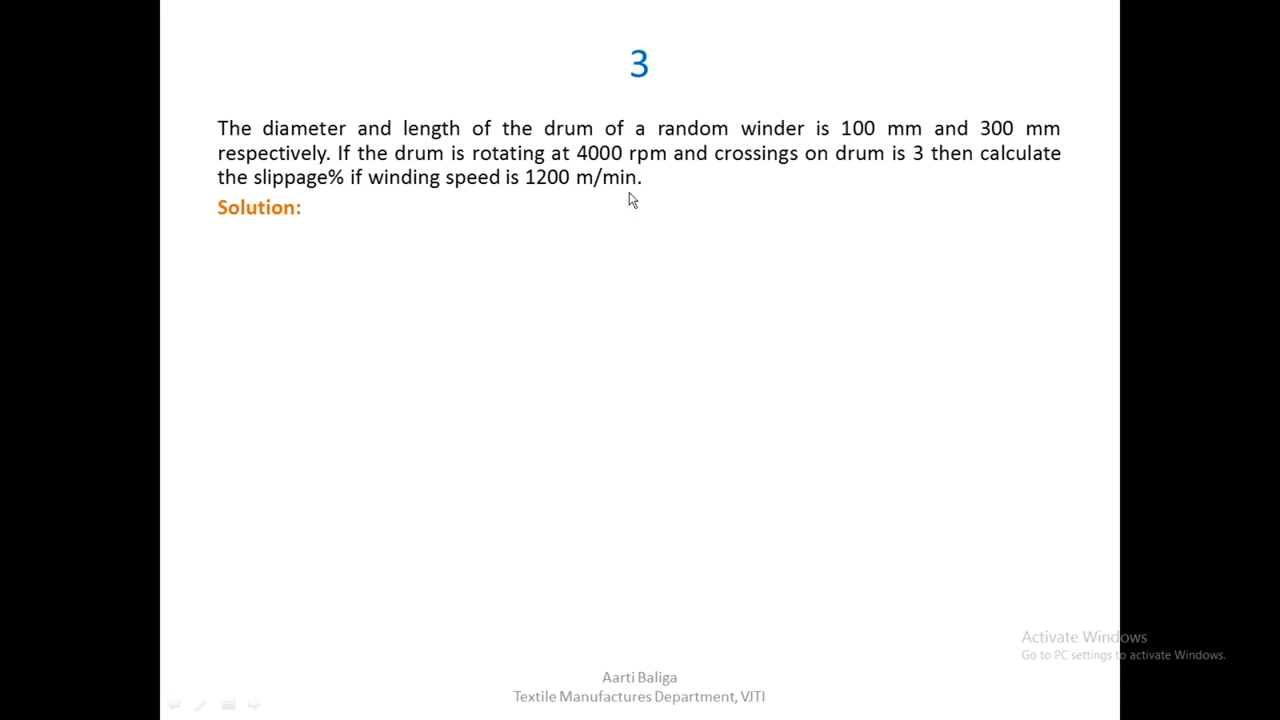 3
The diameter and length of the drum of a random winder is 100 mm and 300 mm
respectively. If the drum is rotating at 4000 rpm and crossings on drum is 3 then calculate
the slippage% if winding speed is 1200 m/min.
Solution:
Activate Windows
Go to PC settings to activate Windows.
Aarti Baliga
Textile Manufactures Department, VJTI